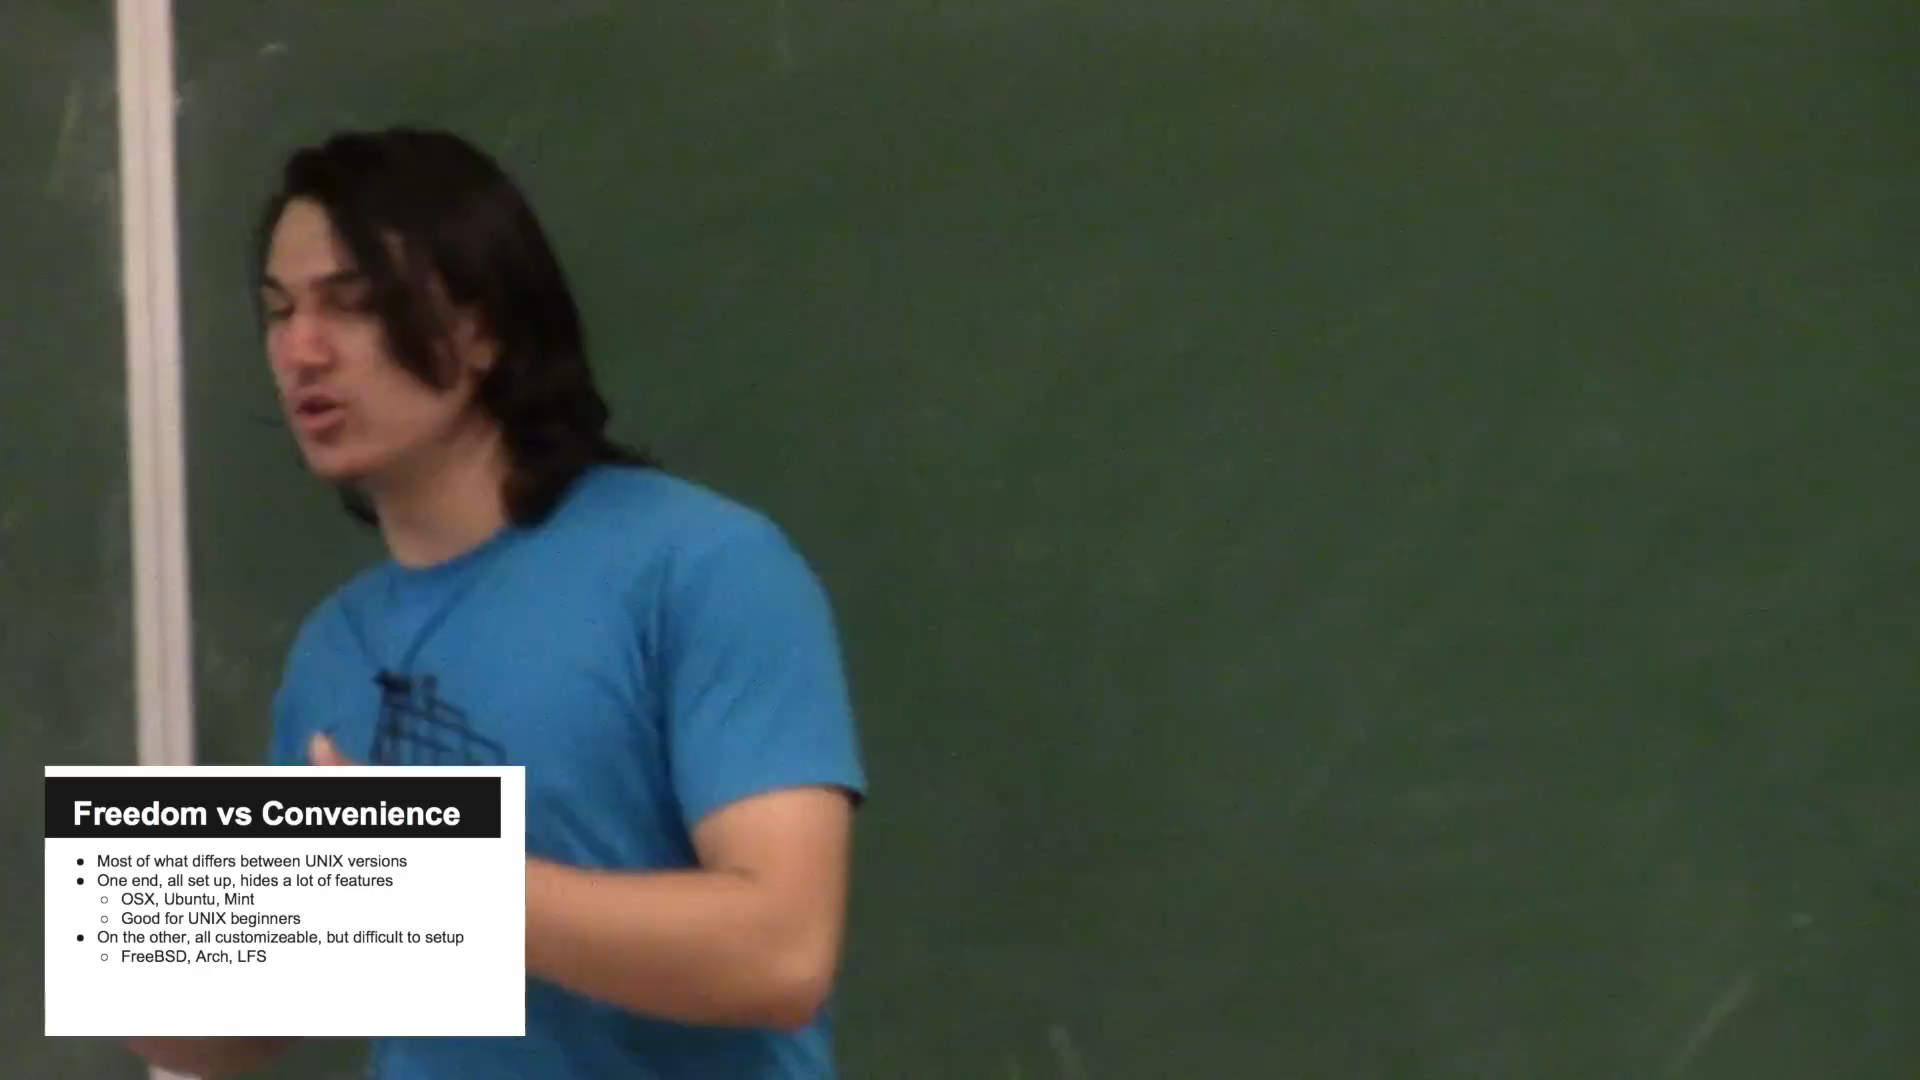 Freedom vs Convenience
● Most of what differs between UNIX versions
● One end, all set up, hides a lot of features
○ OSX, Ubuntu, Mint
○ Good for UNIX beginners
● On the other, all customizeable, but difficult to setup
○ FreeBSD, Arch, LFS